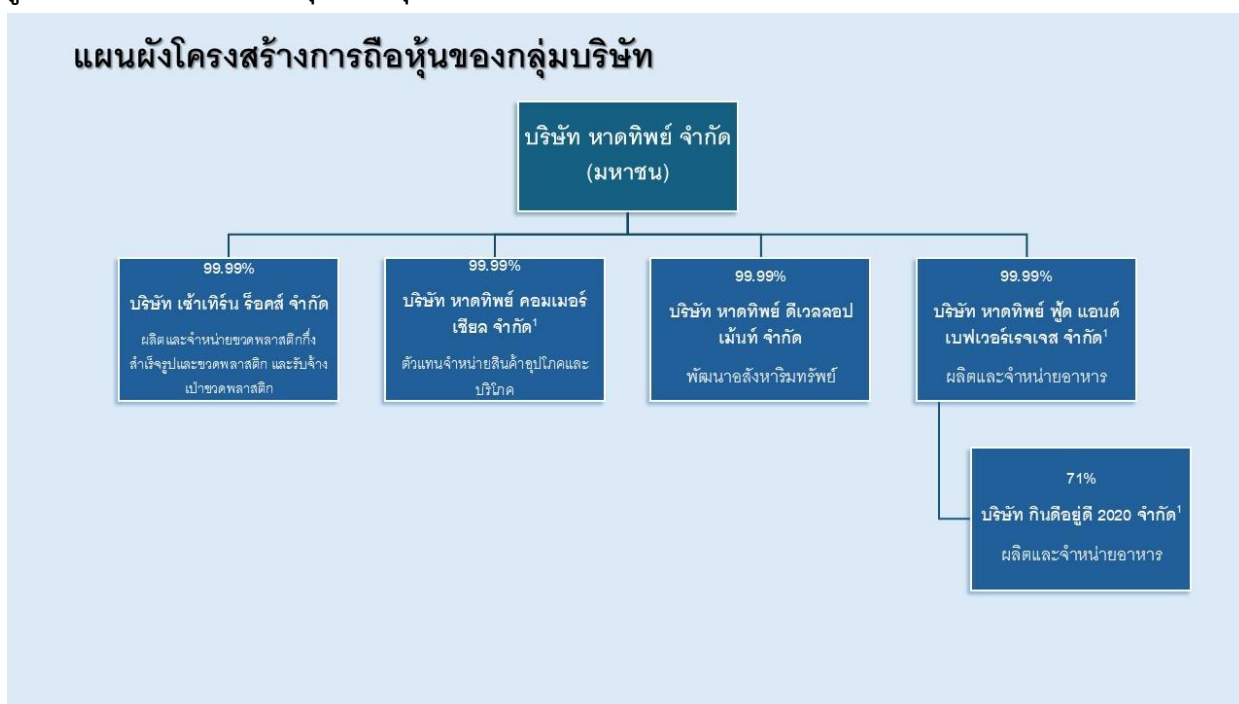 แผนผังโครงสร้างการถือหุ้นของกลุ่มบริษัท
บริษัท หาดทิพย์ จำกัด
(มหาชน)
99.99%
บริษัท เซ้าเทิร์น ร็อคส์ จำกัด
ผลิตและจำหน่ายขวดพลาสติกกึ่ง
สำเร็จรูปและขวดพลาสติก และรับจ้าง
เป่าขวดพลาสติก
99.99%
บริษัท หาดทิพย์ คอมเมอร์
เชียล จำกัด¹
ตัวแทนจำหน่ายสินค้าอุปโภคและ
บริโภค
99.99%
บริษัท หาดทิพย์ ดีเวลลอป
เม้นท์ จำกัด
พัฒนาอสังหาริมทรัพย์
99.99%
บริษัท หาดทิพย์ ฟู้ด แอนด์
เบฟเวอร์เรจเจส จำกัด¹
ผลิตและจำหน่ายอาหาร
71%
บริษัท กินดีอยู่ดี 2020 จำกัด¹
ผลิตและจำหน่ายอาหาร